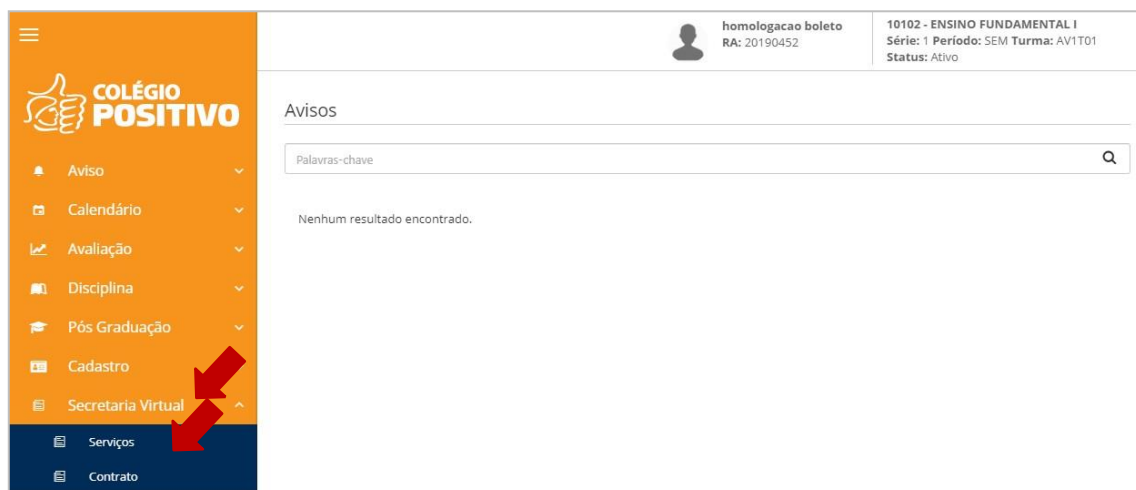 homologacao boleto
RA: 20190452
10102 - ENSINO FUNDAMENTAL I
Série: 1 Período: SEM Turma: AV1T01
Status: Ativo
COLÉGIO
POSITIVO
Aviso
Calendário
Avaliação
Disciplina
Pós Graduação
Cadastro
Secretaria Virtual
Serviços
Contrato
Avisos
Palavras-chave
Nenhum resultado encontrado.